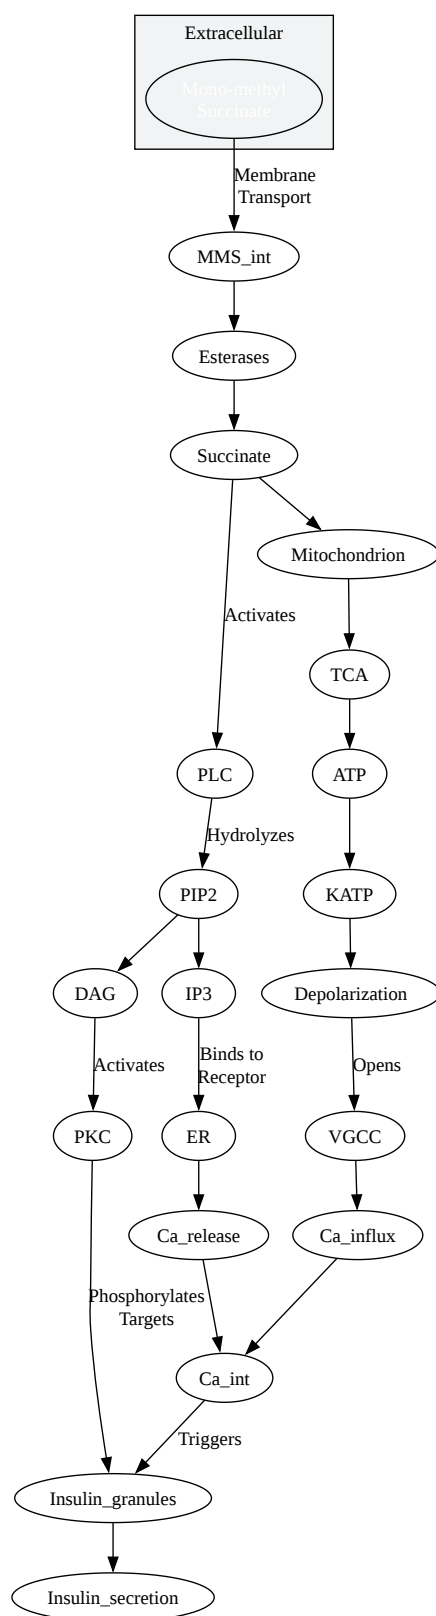 Extracellular
Mono-methyl
Succinate
Membrane
Transport
MMS_int
Esterases
Succinate
Mitochondrion
Activates
TCA
PLC
ATP
Hydrolyzes
PIP2
KATP
DAG
IP3
Depolarization
Activates
Binds to
Receptor
Opens
PKC
ER
VGCC
Ca_release
Ca_influx
Phosphorylates
Targets
Ca_int
Triggers
Insulin_granules
Insulin_secretion